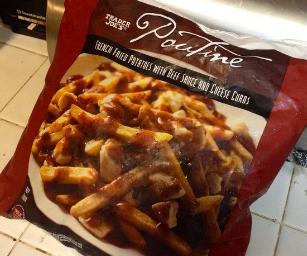 TRADER JOE'S
Poutine
FRENCH FRIED POTATOES WITH BEEF SAUCE AND CHEESE CURDS